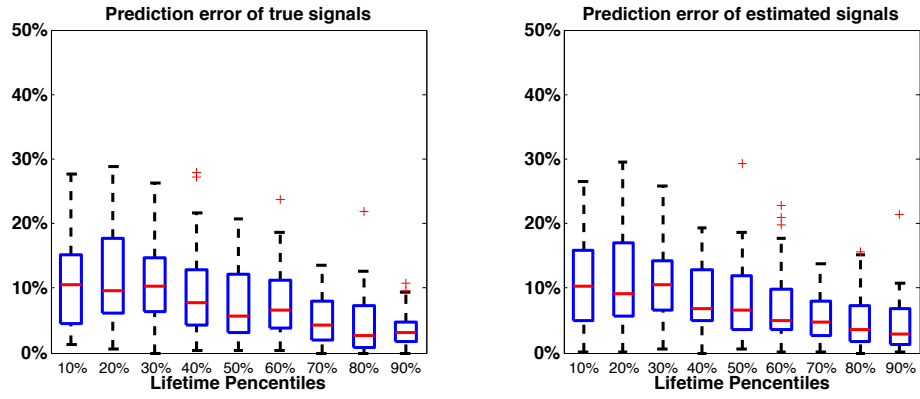 Prediction error of true signals
50%
40%
30%
20%
10%
0%
10% 20% 30% 40% 50% 60% 70% 80% 90%
Lifetime Pencentiles
Prediction error of estimated signals
50%
40%
30%
20%
10%
0%
10% 20% 30% 40% 50% 60% 70% 80% 90%
Lifetime Pencentiles